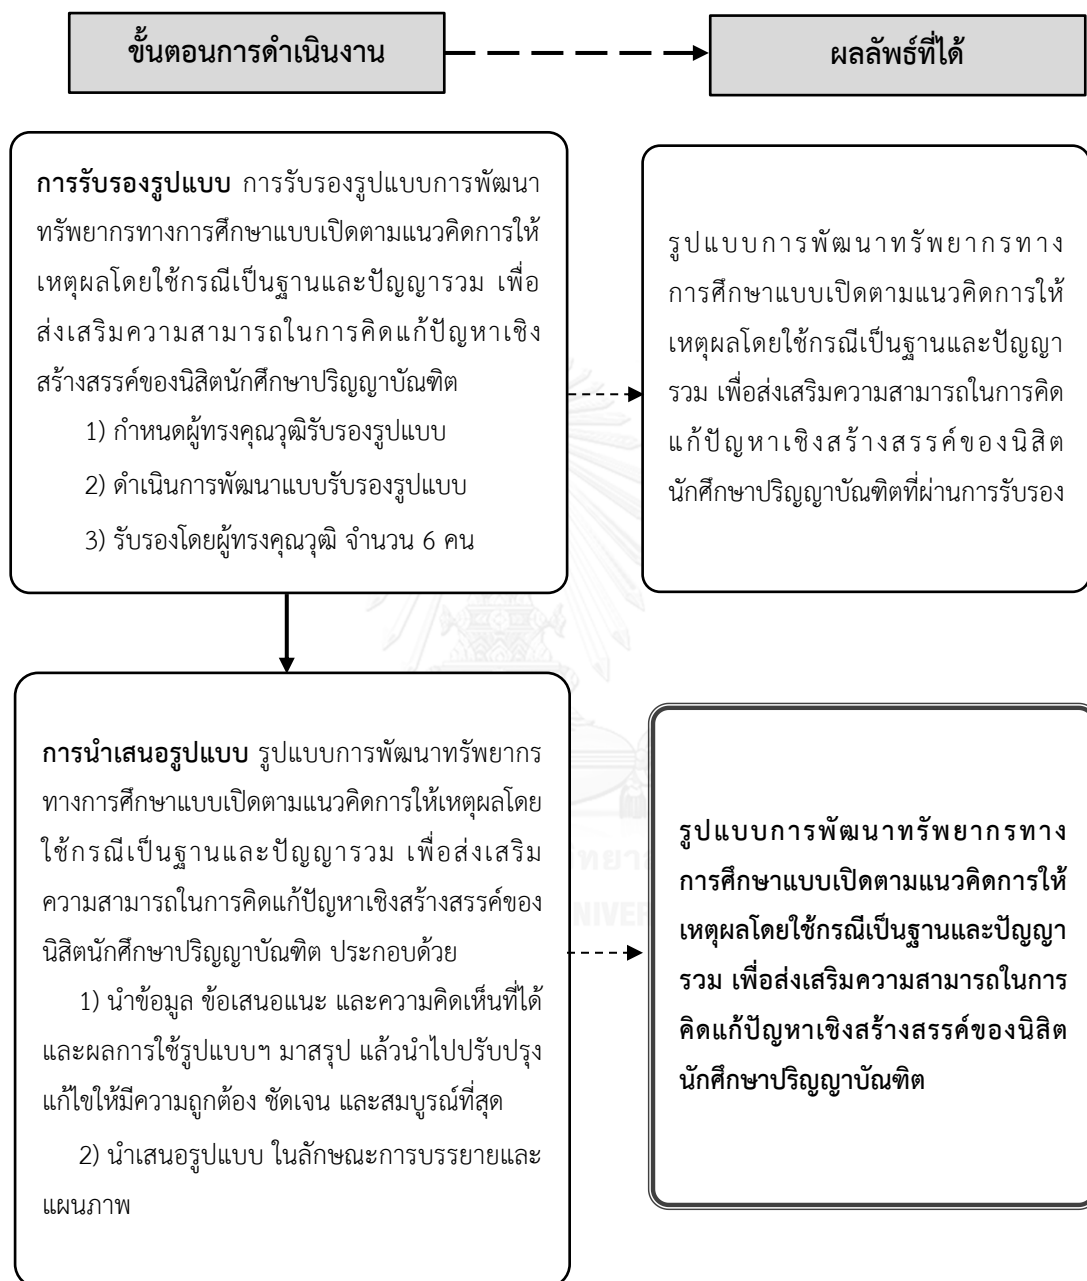 ขั้นตอนการดำเนินงาน
ผลลัพธ์ที่ได้
การรับรองรูปแบบ การรับรองรูปแบบการพัฒนา
ทรัพยากรทางการศึกษาแบบเปิดตามแนวคิดการให้
เหตุผลโดยใช้กรณีเป็นฐานและปัญญารวม เพื่อ
ส่งเสริมความสามารถในการคิดแก้ปัญหาเชิง
สร้างสรรค์ของนิสิตนักศึกษาปริญญาบัณฑิต
1) กำหนดผู้ทรงคุณวุฒิรับรองรูปแบบ
2) ดำเนินการพัฒนาแบบรับรองรูปแบบ
3) รับรองโดยผู้ทรงคุณวุฒิ จำนวน 6 คน
รูปแบบการพัฒนาทรัพยากรทาง
การศึกษาแบบเปิดตามแนวคิดการให้
เหตุผลโดยใช้กรณีเป็นฐานและปัญญา
รวม เพื่อส่งเสริมความสามารถในการคิด
แก้ปัญหาเชิงสร้างสรรค์ของนิสิต
นักศึกษาปริญญาบัณฑิตที่ผ่านการรับรอง
การนำเสนอรูปแบบ รูปแบบการพัฒนาทรัพยากร
ทางการศึกษาแบบเปิดตามแนวคิดการให้เหตุผลโดย
ใช้กรณีเป็นฐานและปัญญารวม เพื่อส่งเสริม
ความสามารถในการคิดแก้ปัญหาเชิงสร้างสรรค์ของ
นิสิตนักศึกษาปริญญาบัณฑิต ประกอบด้วย
1) นำข้อมูล ข้อเสนอแนะ และความคิดเห็นที่ได้
และผลการใช้รูปแบบฯ มาสรุป แล้วนำไปปรับปรุง
แก้ไขให้มีความถูกต้อง ชัดเจน และสมบูรณ์ที่สุด
2) นำเสนอรูปแบบ ในลักษณะการบรรยายและ
แผนภาพ
รูปแบบการพัฒนาทรัพยากรทาง
การศึกษาแบบเปิดตามแนวคิดการให้
เหตุผลโดยใช้กรณีเป็นฐานและปัญญา
รวม เพื่อส่งเสริมความสามารถในการ
คิดแก้ปัญหาเชิงสร้างสรรค์ของนิสิต
นักศึกษาปริญญาบัณฑิต